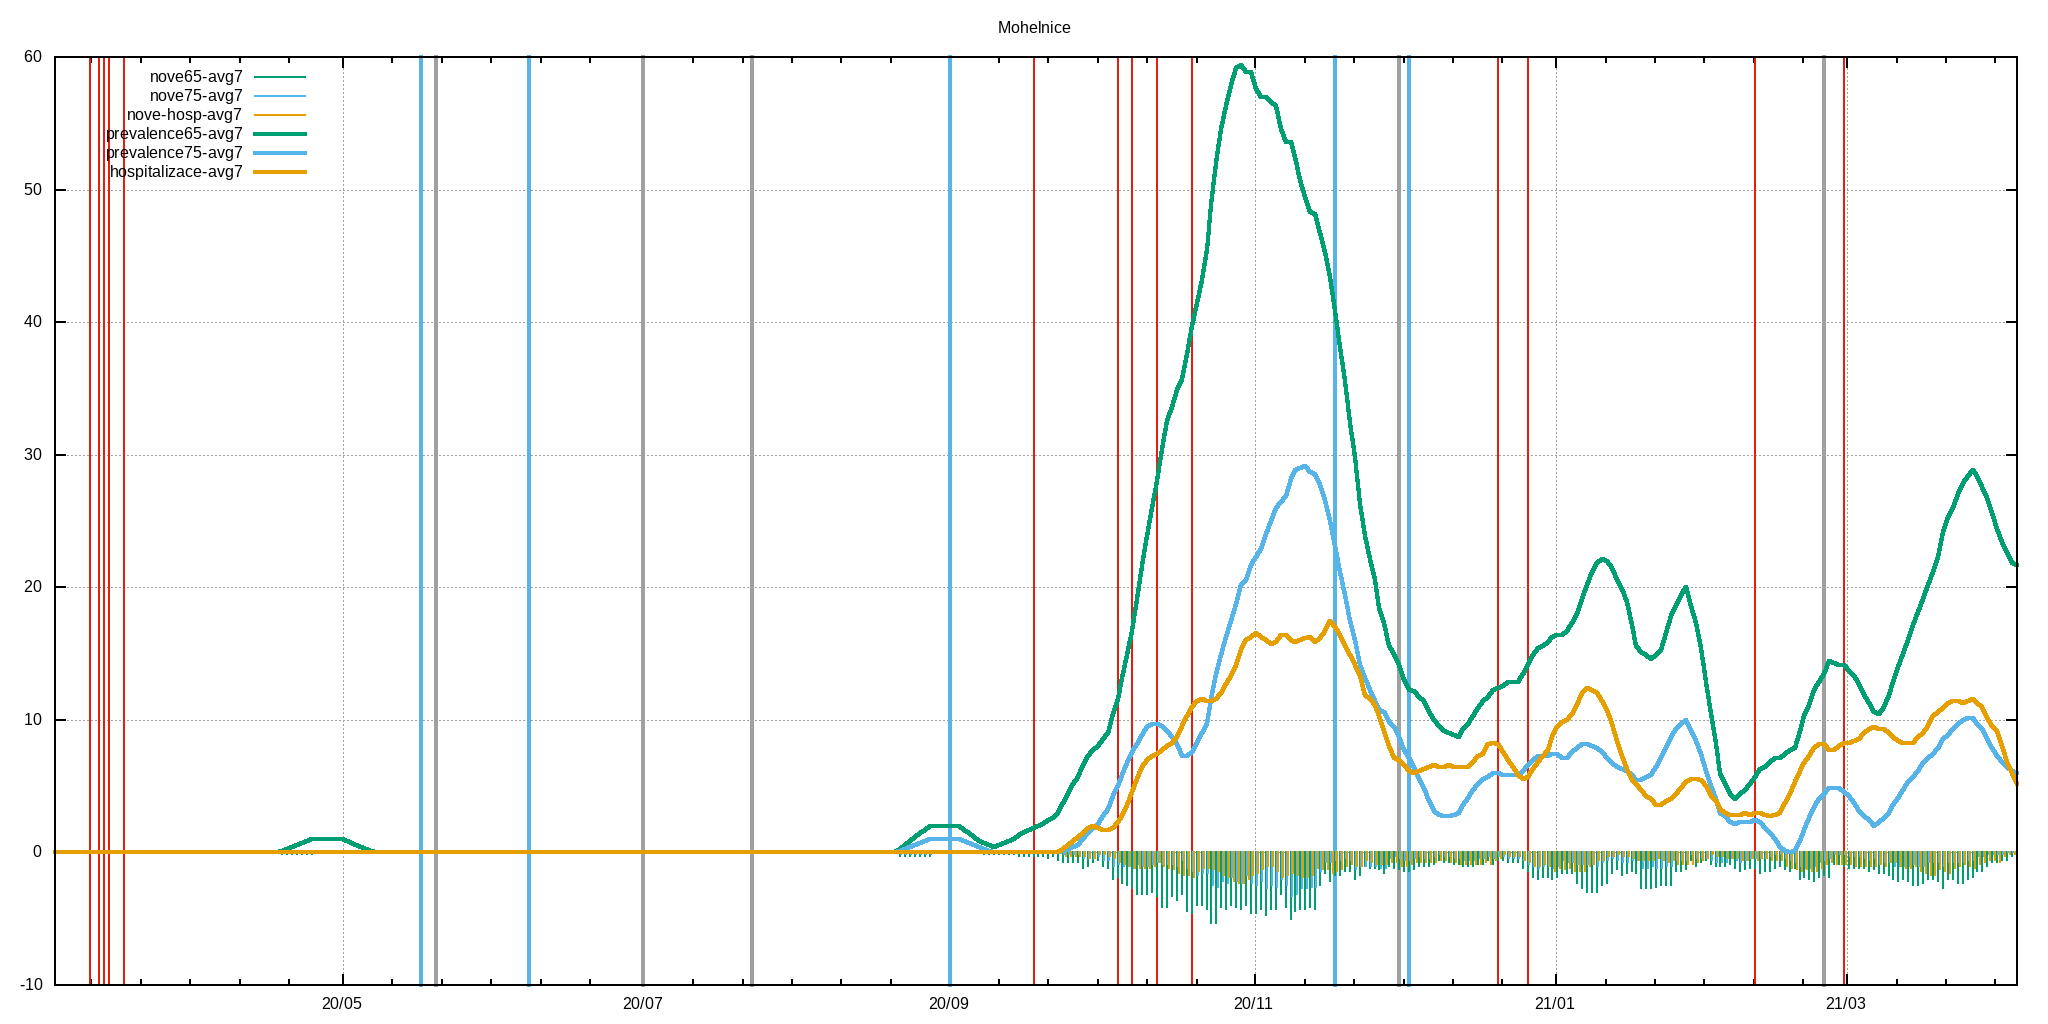 Mohelnice
60
50
40
30
20
10
0
-10
nove65-avg7
nove75-avg7
nove-hosp-avg7
prevalence65-avg7
prevalence75-avg7
hospitalizace-avg7
20/05 20/07 20/09 20/11 21/01 21/03